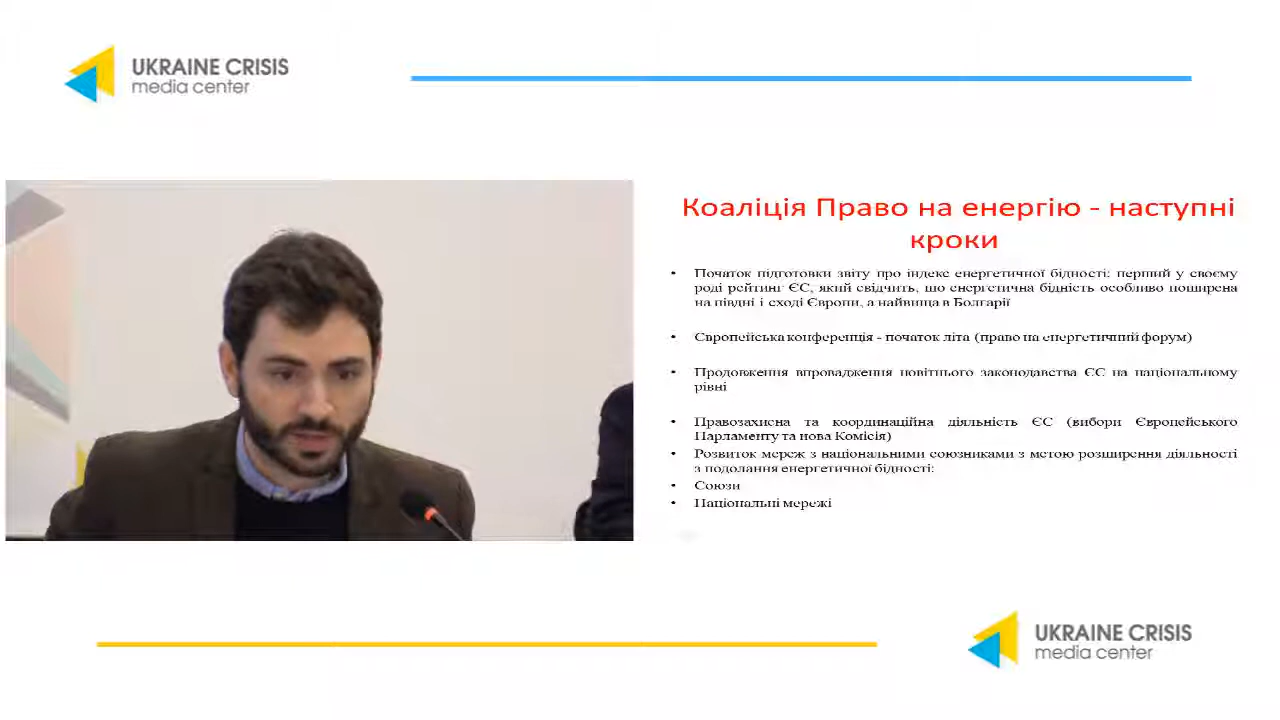 UKRAINE CRISIS
media center
Коаліція Право на енергію - наступні
кроки
• Початок підготовки звіту про індекс енергетичної бідності: перший у своєму
роді рейтинг ЄС, який свідчить, що енергетична бідність особливо поширена
на півдні і сході Європи, а найвища в Болгарії
• Європейська конференція - початок літа (право на енергетичний форум)
• Продовження впровадження новітнього законодавства ЄС на національному
рівні
• Правозахисна та координаційна діяльність ЄС (вибори Європейського
Парламенту та нова Комісія)
• Розвиток мереж з національними союзниками з метою розширення діяльності
з подолання енергетичної бідності:
• Союзи
• Національні мережі
UKRAINE CRISIS
media center